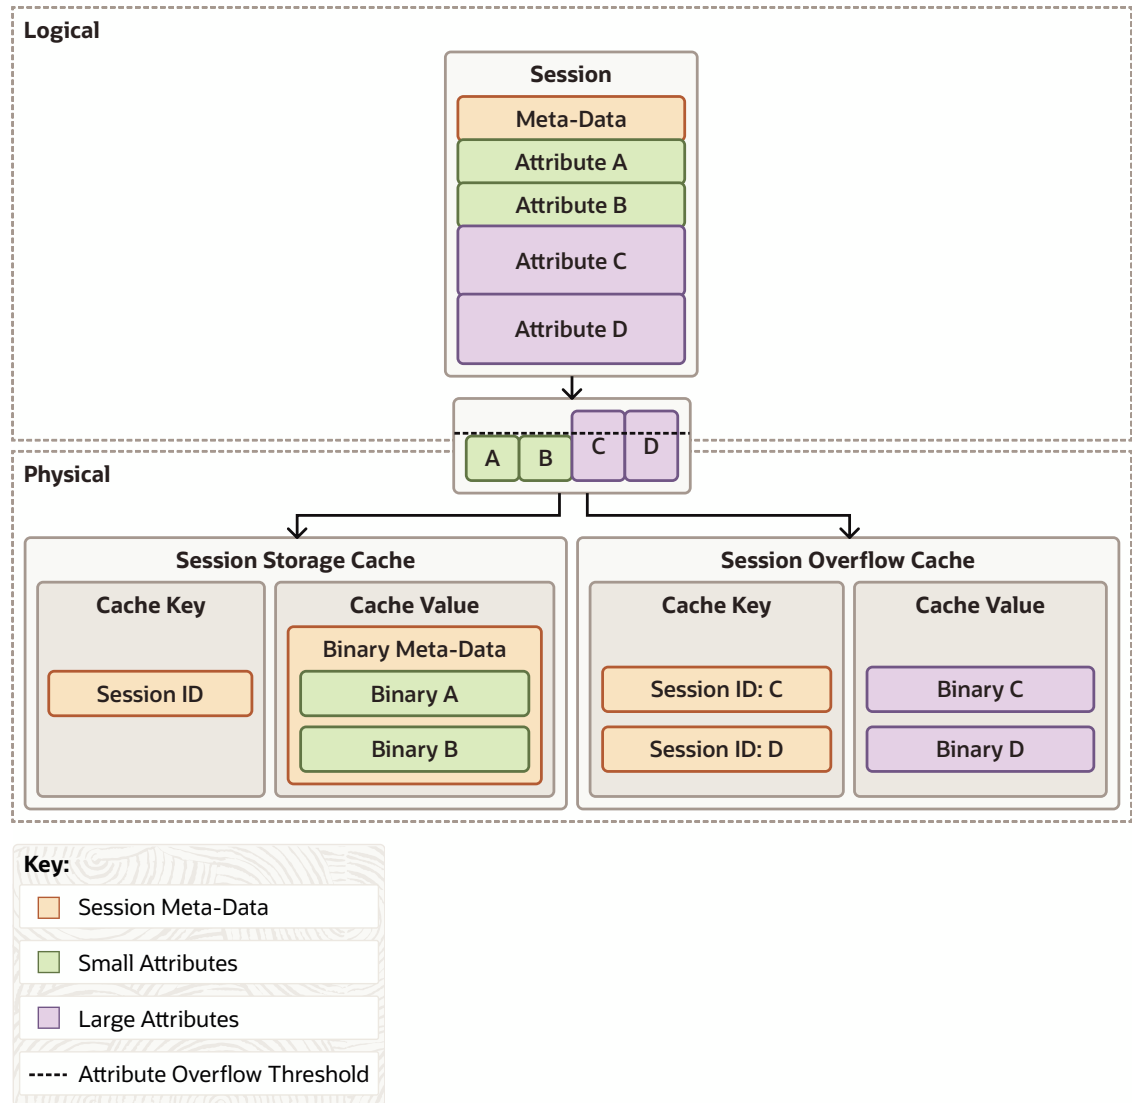 Logical
Session
Meta-Data
Attribute A
Attribute B
Attribute C
Attribute D
A B C D
Physical
Session Storage Cache
Cache Key
Session ID
Cache Value
Binary Meta-Data
Binary A
Binary B
Session Overflow Cache
Cache Key
Session ID: C
Session ID: D
Cache Value
Binary C
Binary D
Key:
Session Meta-Data
Small Attributes
Large Attributes
Attribute Overflow Threshold